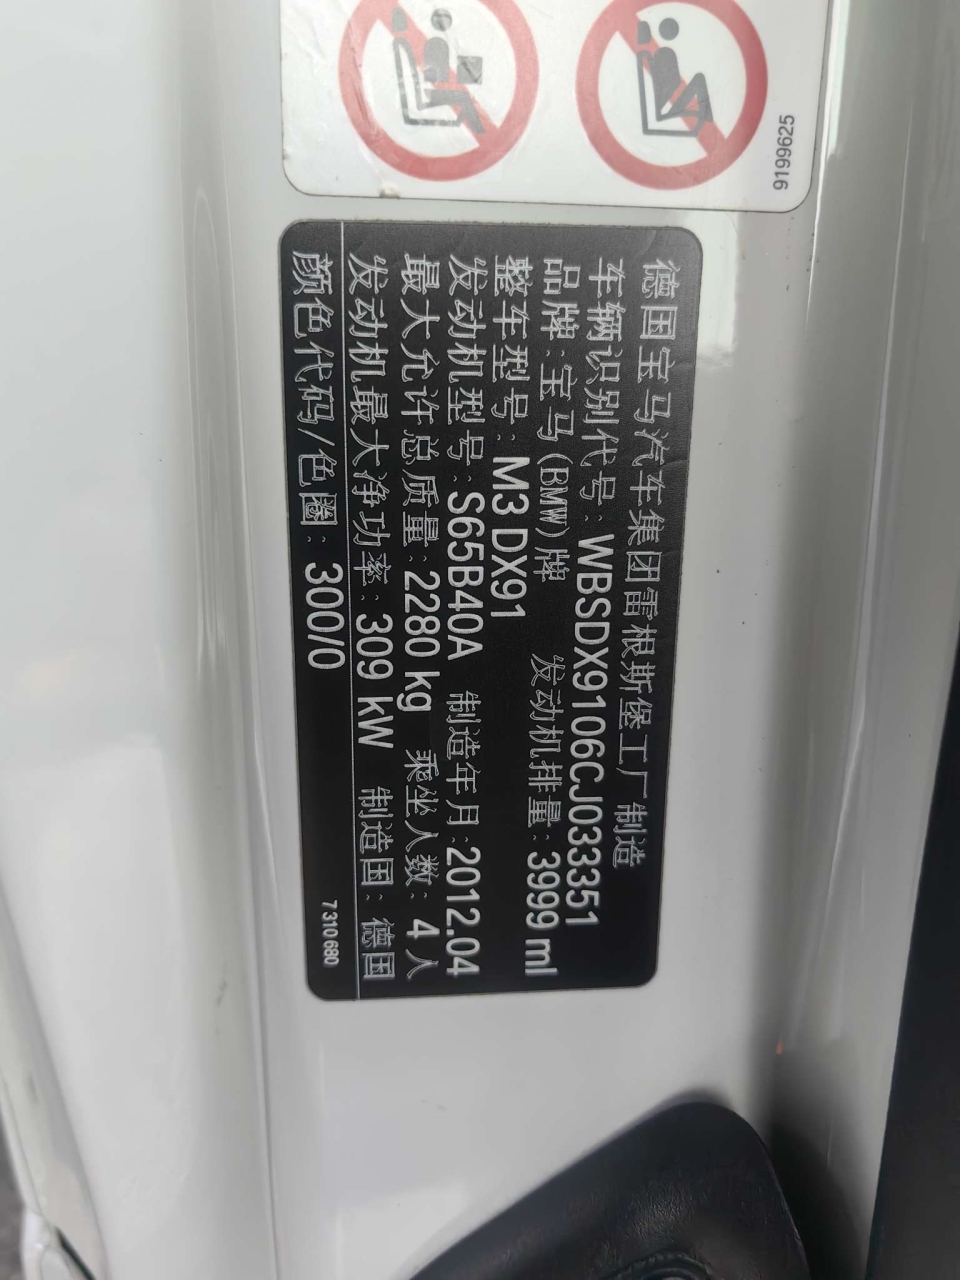 9199625
德国宝马汽车集团雷根斯堡工厂制造
车辆识别代号：WBSDX9106CJ033351
品牌：宝马(BMW)牌 发动机排量：3999 ml
整车型号：M3 DX91
发动机型号：S65B40A 制造年月：2012.04
最大允许总质量：2280 kg 乘坐人数：4人
发动机最大净功率：309 kW 制造国：德国
颜色代码/色圈：300/0
7 310 680